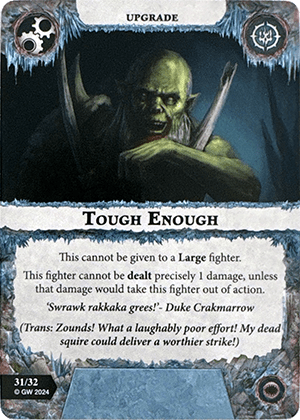 UPGRADE
TOUGH ENOUGH
This cannot be given to a Large fighter.
This fighter cannot be dealt precisely 1 damage, unless
that damage would take this fighter out of action.
'Swrawk rakkaka grees!'- Duke Crakmarrow
(Trans: Zounds! What a laughably poor effort! My dead
squire could deliver a worthier strike!)
31/32
© GW 2024